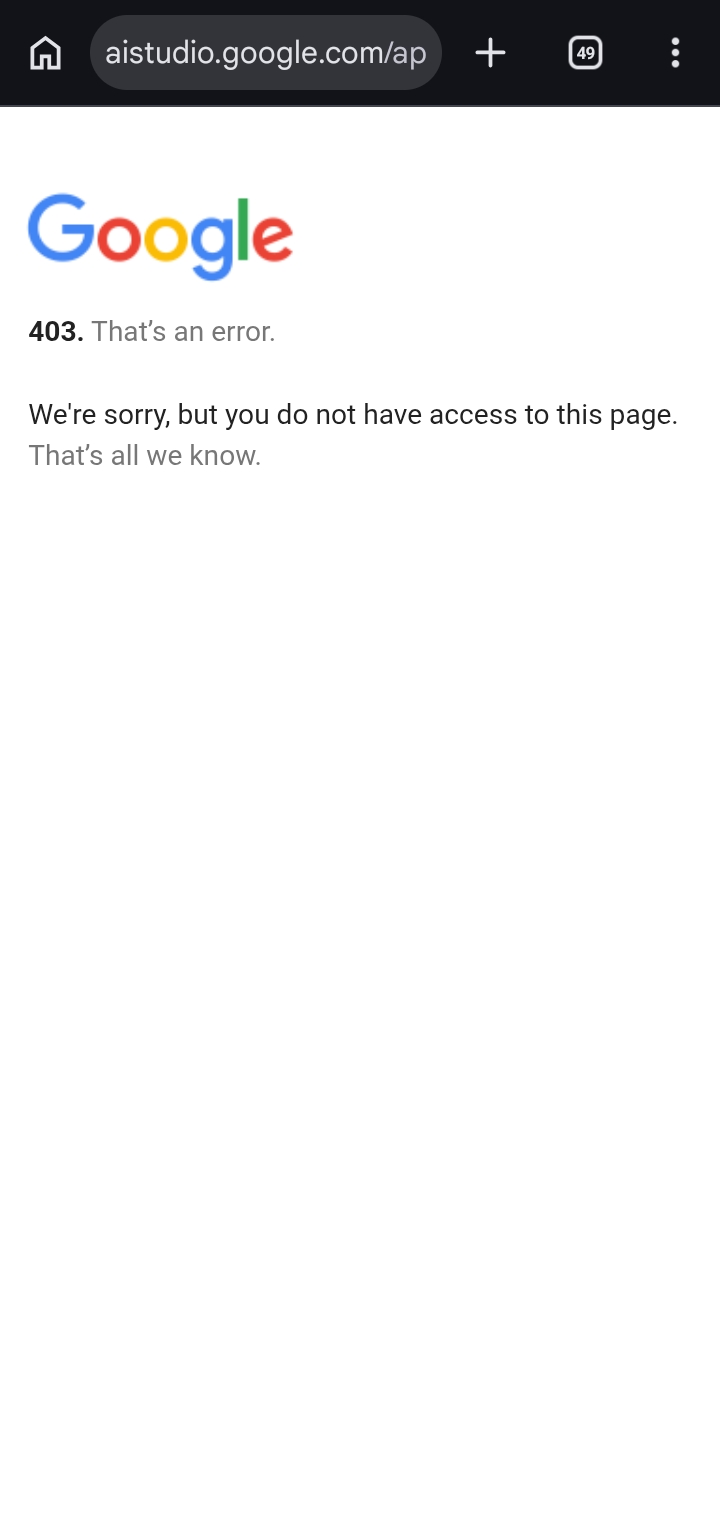 aistudio.google.com/ap
49
Google
403. That’s an error.
We're sorry, but you do not have access to this page.
That’s all we know.